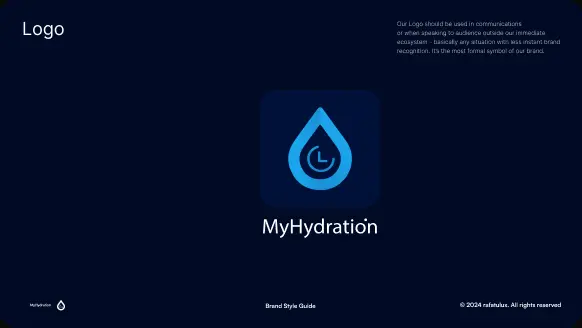 Logo
Our Logo should be used in communications
or when speaking to audience outside our immediate
ecosystem - basically any situation with less instant brand
recognition. It's the most formal symbol of our brand.
MyHydration
MyHydration
Brand Style Guide
© 2024 rafatulux. All rights reserved